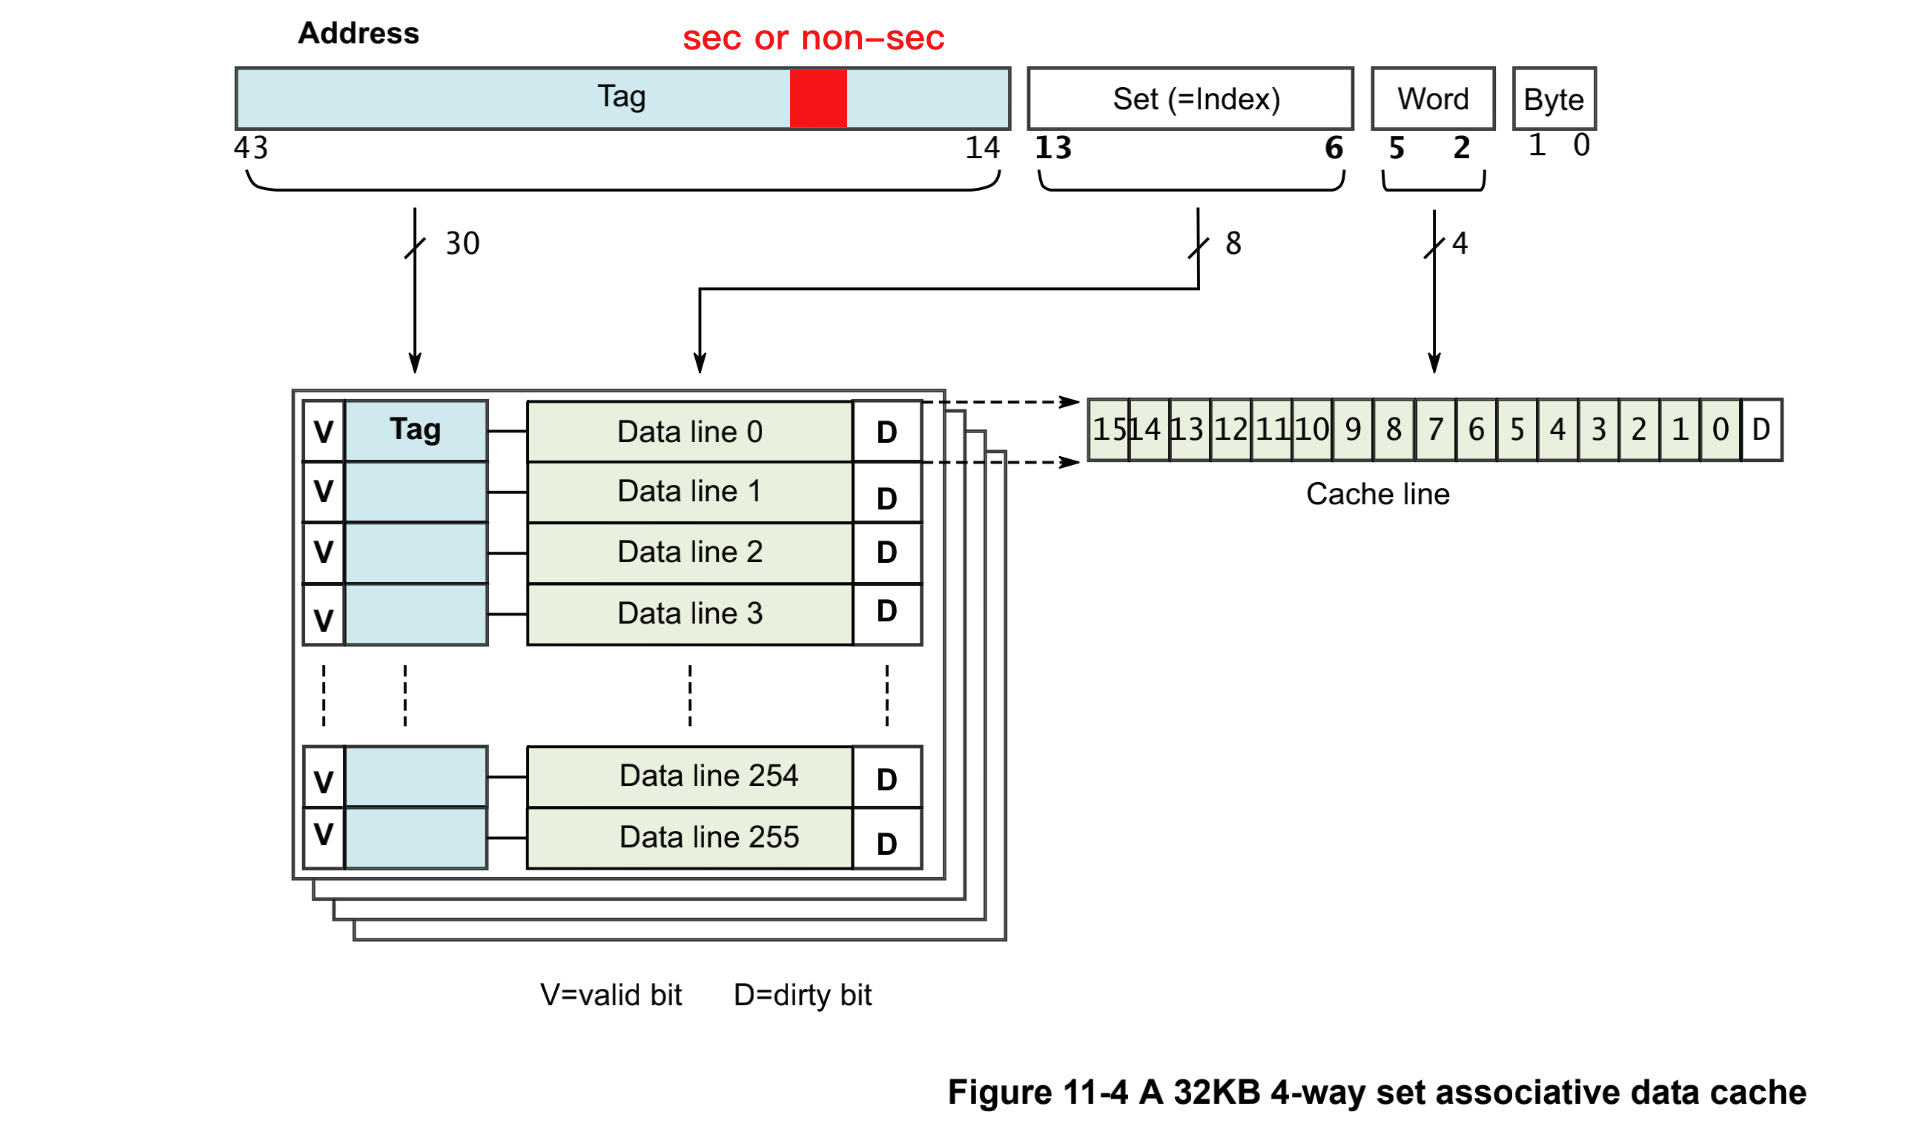 Address
sec or non-sec
Tag
Set (=Index)
Word
Byte
43
14
13
6
5
2
1
0
30
8
4
V
Tag
Data line 0
D
15 14 13 12 11 10 9 8 7 6 5 4 3 2 1 0 D
Cache line
V
Data line 1
D
V
Data line 2
D
V
Data line 3
D
V
Data line 254
D
V
Data line 255
D
V=valid bit
D=dirty bit
Figure 11-4 A 32KB 4-way set associative data cache